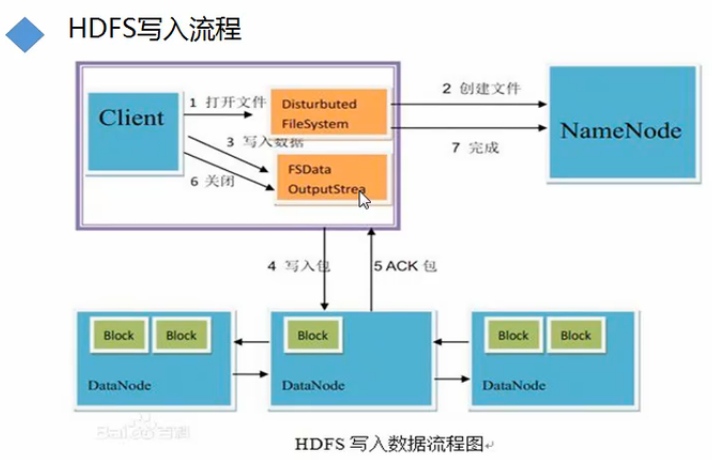 HDFS写入流程
Client
1 打开文件
Disturbuted
FileSystem
2 创建文件
NameNode
3 写入数据
7 完成
FSData
OutputStrea
6 关闭
4 写入包
5 ACK 包
Block
Block
DataNode
Block
DataNode
Block
Block
DataNode
Baidu百科
HDFS 写入数据流程图